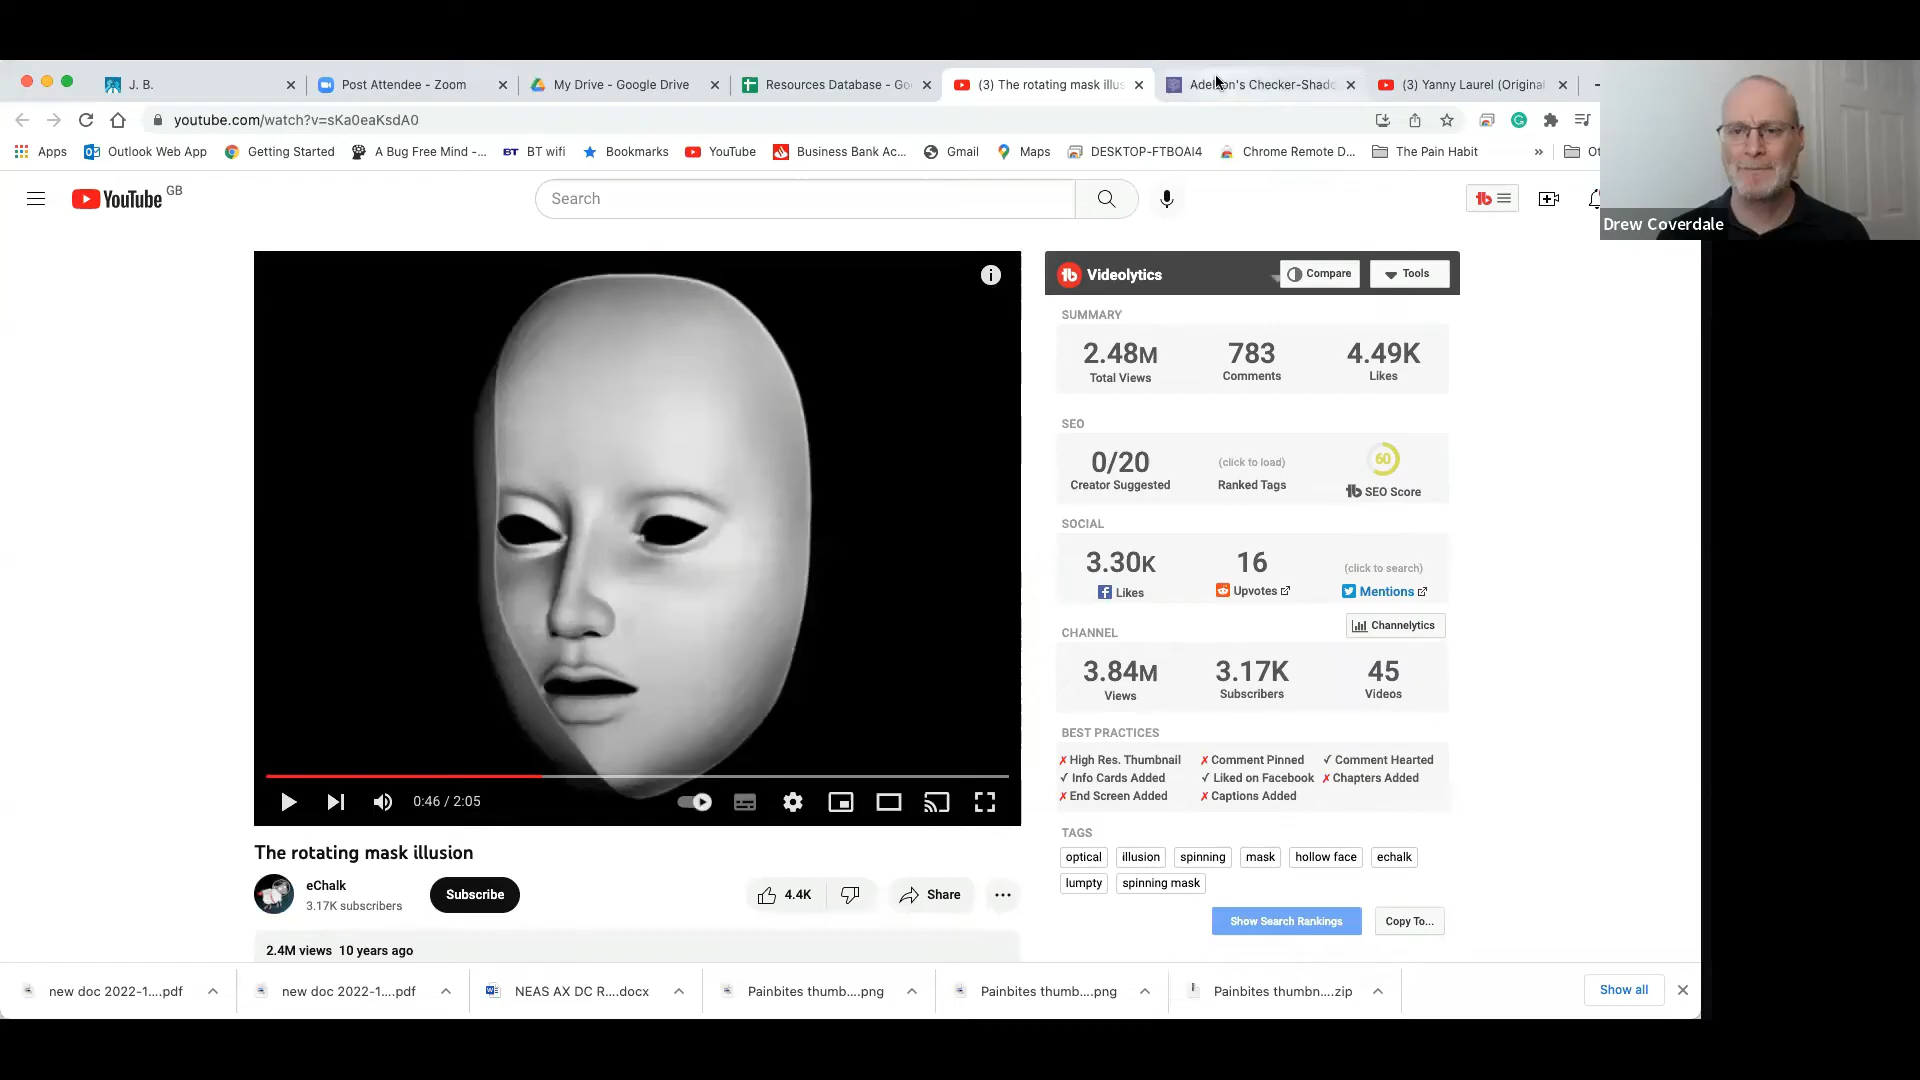 J. B.
Post Attendee - Zoom
My Drive - Google Drive
Resources Database - Go
(3) The rotating mask illus
Adelson's Checker-Shado
(3) Yanny Laurel (Original
youtube.com/watch?v=sKa0eaKsdA0
Apps
Outlook Web App
Getting Started
A Bug Free Mind -...
BT BT wifi
Bookmarks
YouTube
Business Bank Ac...
Gmail
Maps
DESKTOP-FTBOAI4
Chrome Remote D...
The Pain Habit
»
Ot
YouTube GB
Search
tb
Drew Coverdale
tb Videolytics
Compare
Tools
SUMMARY
2.48M 783 4.49K
Total Views Comments Likes
SEO
0/20 (click to load) 60
Creator Suggested Ranked Tags tb SEO Score
SOCIAL
3.30K 16 (click to search)
Likes Upvotes Mentions
CHANNEL Channelytics
3.84M 3.17K 45
Views Subscribers Videos
BEST PRACTICES
✗ High Res. Thumbnail ✗ Comment Pinned ✓ Comment Hearted
✓ Info Cards Added ✓ Liked on Facebook ✗ Chapters Added
✗ End Screen Added ✗ Captions Added
TAGS
optical illusion spinning mask hollow face echalk
lumpty spinning mask
Show Search Rankings Copy To...
0:46 / 2:05
The rotating mask illusion
eChalk
3.17K subscribers
Subscribe
4.4K
Share
2.4M views 10 years ago
new doc 2022-1....pdf
new doc 2022-1....pdf
NEAS AX DC R....docx
Painbites thumb....png
Painbites thumb....png
Painbites thumbn....zip
Show all